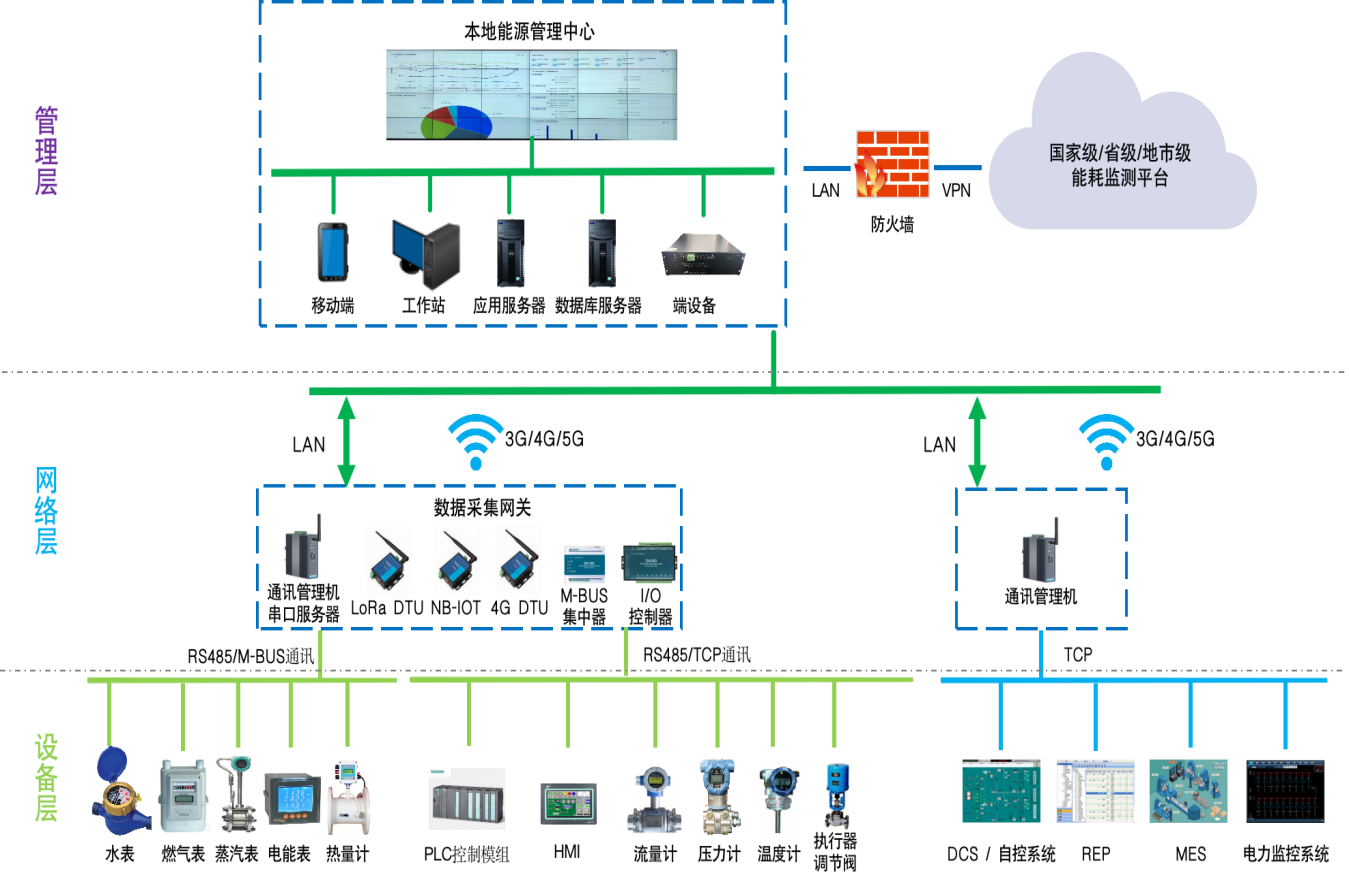 管理层
本地能源管理中心
移动端
工作站
应用服务器
数据库服务器
端设备
LAN
防火墙
VPN
国家级/省级/地市级
能耗监测平台
网络层
LAN
3G/4G/5G
LAN
3G/4G/5G
数据采集网关
通讯管理机
串口服务器
LoRa DTU
NB-IOT
4G DTU
M-BUS
集中器
I/O
控制器
通讯管理机
RS485/M-BUS通讯
RS485/TCP通讯
TCP
设备层
水表
燃气表
蒸汽表
电能表
热量计
PLC控制模组
HMI
流量计
压力计
温度计
执行器
调节阀
DCS / 自控系统
REP
MES
电力监控系统